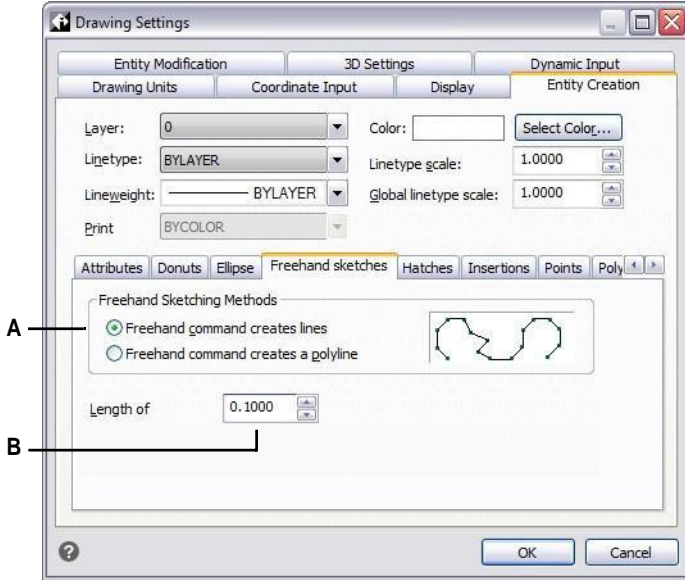 Drawing Settings
Entity Modification 3D Settings Dynamic Input
Drawing Units Coordinate Input Display Entity Creation
Layer: 0 Color: Select Color...
Linetype: BYLAYER Linetype scale: 1.0000
Lineweight: BYLAYER Global linetype scale: 1.0000
Print BYCOLOR
Attributes Donuts Ellipse Freehand sketches Hatches Insertions Points Poly
Freehand Sketching Methods
A Freehand command creates lines
Freehand command creates a polyline
Length of 0.1000
B
OK Cancel